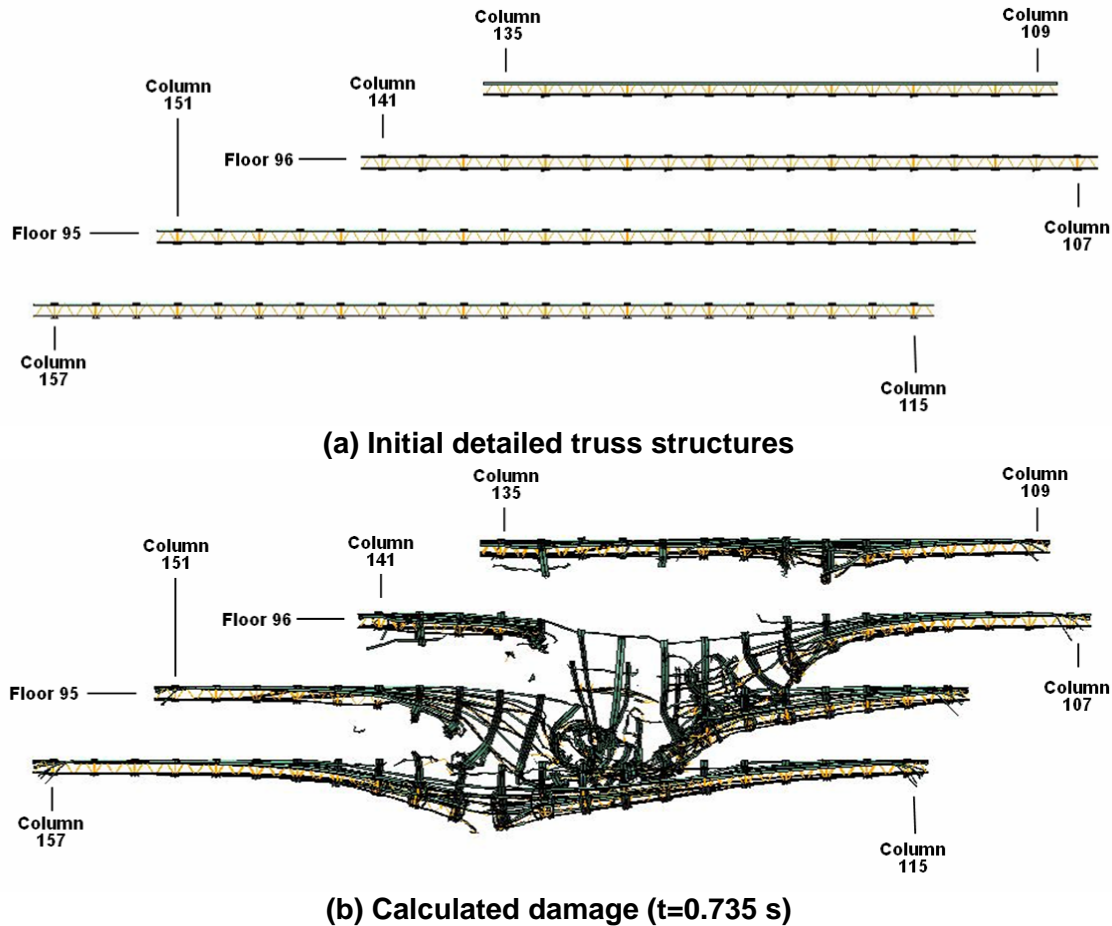 Column
135
Column
109
Column
151
Column
141
Floor 96
Floor 95
Column
107
Column
157
Column
115
(a) Initial detailed truss structures
Column
135
Column
109
Column
151
Column
141
Floor 96
Floor 95
Column
107
Column
157
Column
115
(b) Calculated damage (t=0.735 s)